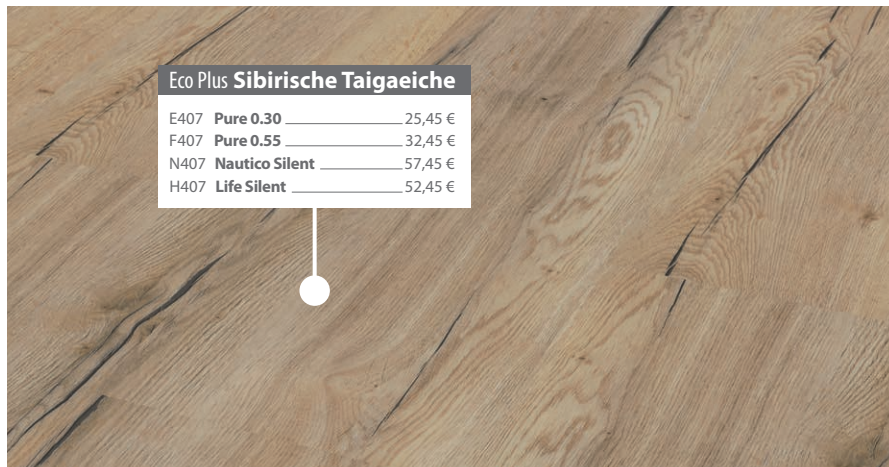 Eco Plus Sibirische Taigaeiche
E407 Pure 0.30 25,45 €
F407 Pure 0.55 32,45 €
N407 Nautico Silent 57,45 €
H407 Life Silent 52,45 €